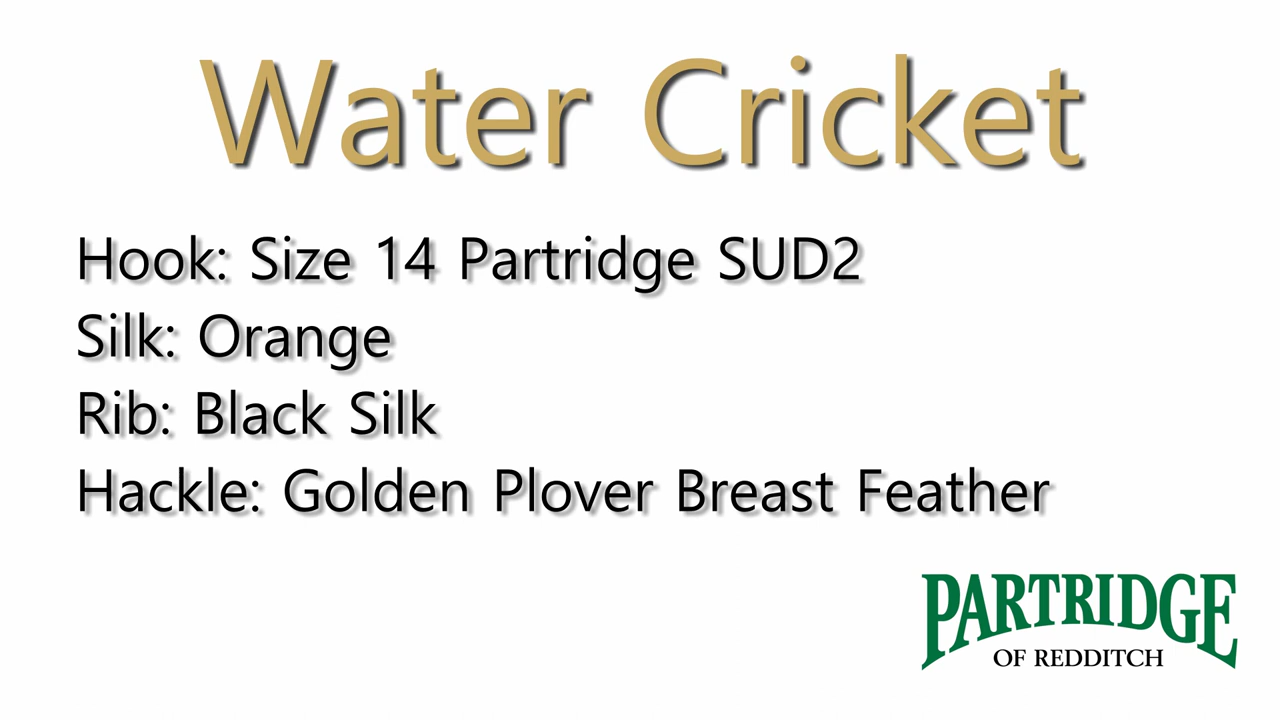 Water Cricket
Hook: Size 14 Partridge SUD2
Silk: Orange
Rib: Black Silk
Hackle: Golden Plover Breast Feather
PARTRIDGE
OF REDDITCH